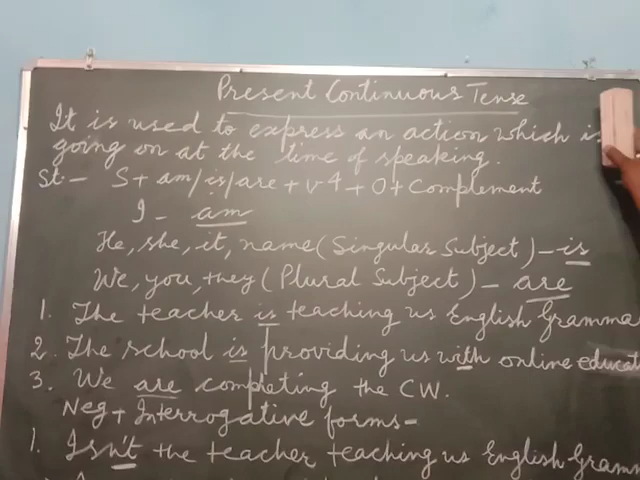 Present Continuous Tense
It is used to express an action which is
going on at the time of speaking.
St:- S+ am/is/are + V4 + O + Complement
I - am
He, she, it, name (Singular Subject) - is
We, you, they (Plural Subject) - are
1. The teacher is teaching us English Gramma
2. The school is providing us with online educat
3. We are completing the CW.
Neg + Interrogative forms -
1. Isn't the teacher teaching us English Gramm